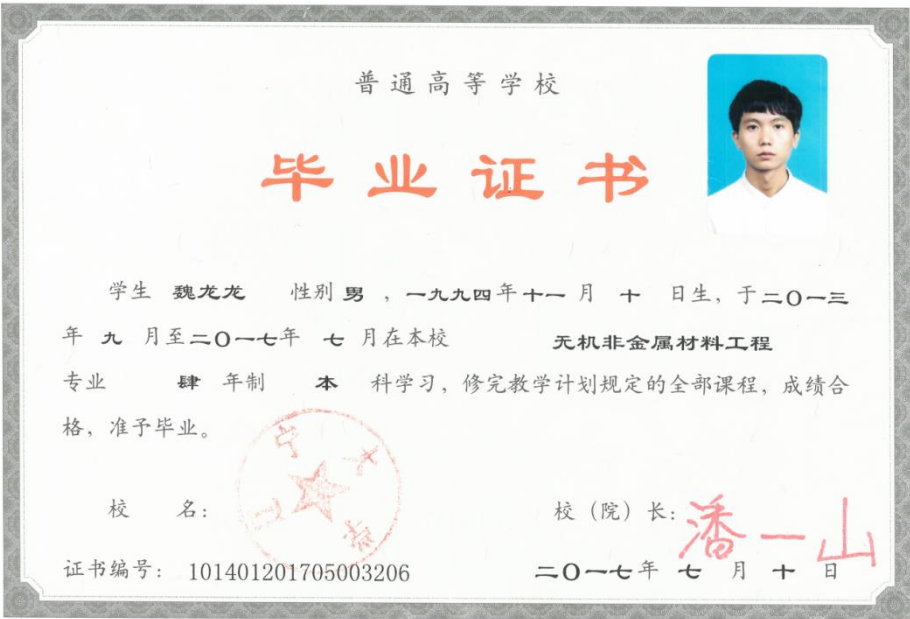 普通高等学校
毕业证书
学生 魏龙龙 性别 男 ，一九九四年十一月 十 日生，于二〇一三
年 九 月至二〇一七年 七 月在本校 无机非金属材料工程
专业 肆 年制 本 科学习，修完教学计划规定的全部课程，成绩合
格，准予毕业。
辽宁大学
校 名： 校（院）长：潘一山
证书编号： 101401201705003206 二〇一七年 七 月 十 日